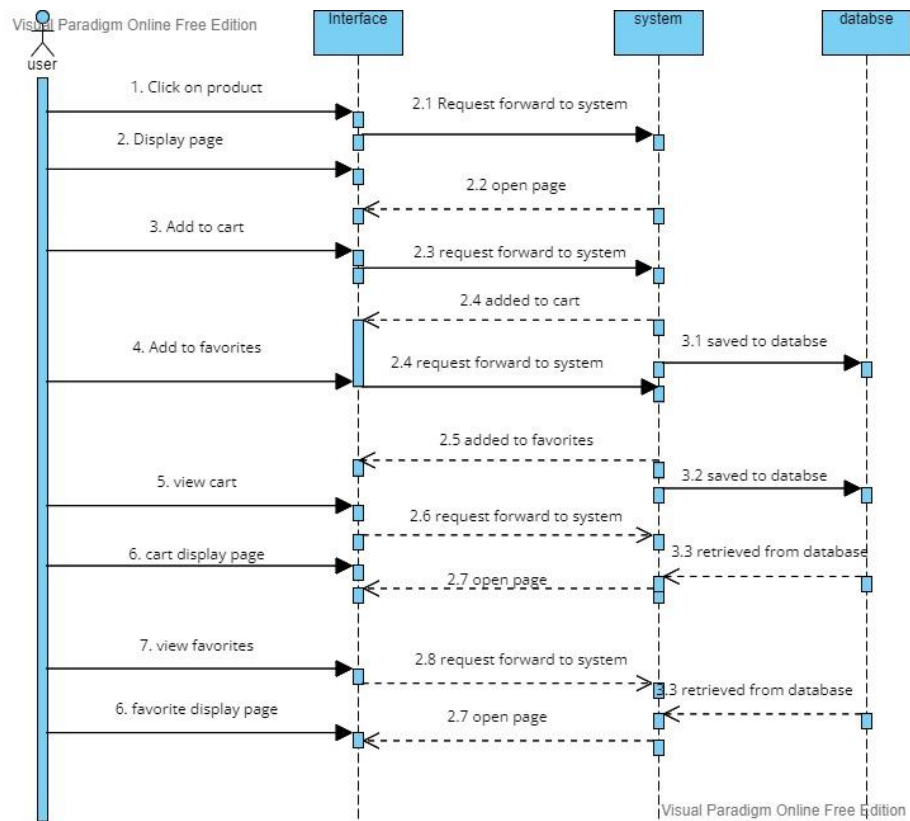 Visual Paradigm Online Free Edition
Interface
system
databse
user
1. Click on product
2.1 Request forward to system
2. Display page
2.2 open page
3. Add to cart
2.3 request forward to system
2.4 added to cart
4. Add to favorites
3.1 saved to databse
2.4 request forward to system
2.5 added to favorites
5. view cart
3.2 saved to databse
2.6 request forward to system
6. cart display page
3.3 retrieved from database
2.7 open page
7. view favorites
2.8 request forward to system
3.3 retrieved from database
6. favorite display page
2.7 open page
Visual Paradigm Online Free Edition